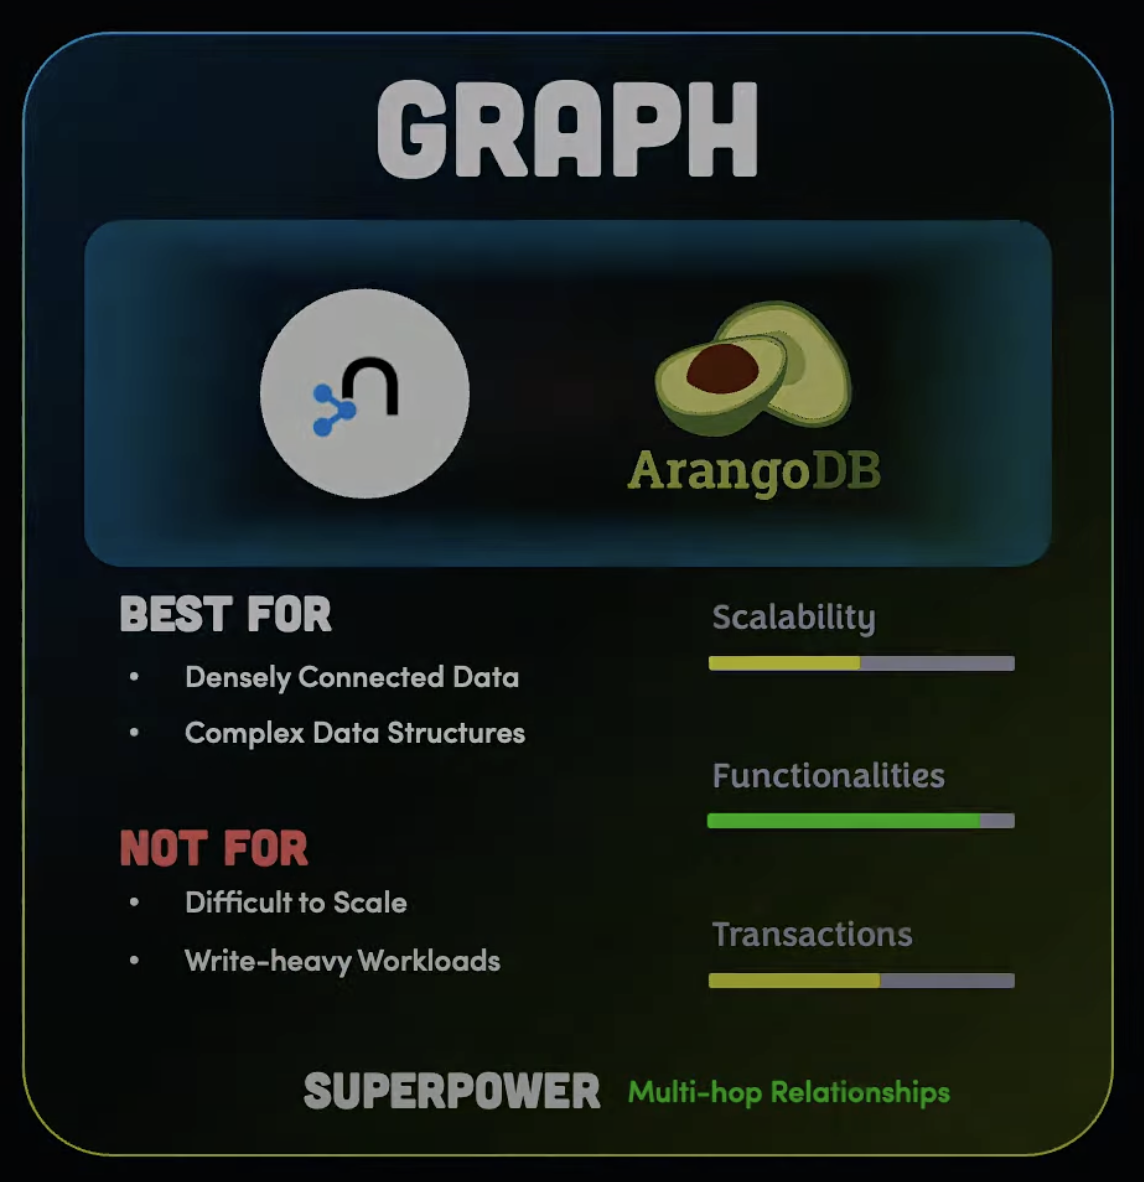 GRAPH
ArangoDB
BEST FOR
• Densely Connected Data
• Complex Data Structures
NOT FOR
• Difficult to Scale
• Write-heavy Workloads
Scalability
Functionalities
Transactions
SUPERPOWER Multi-hop Relationships